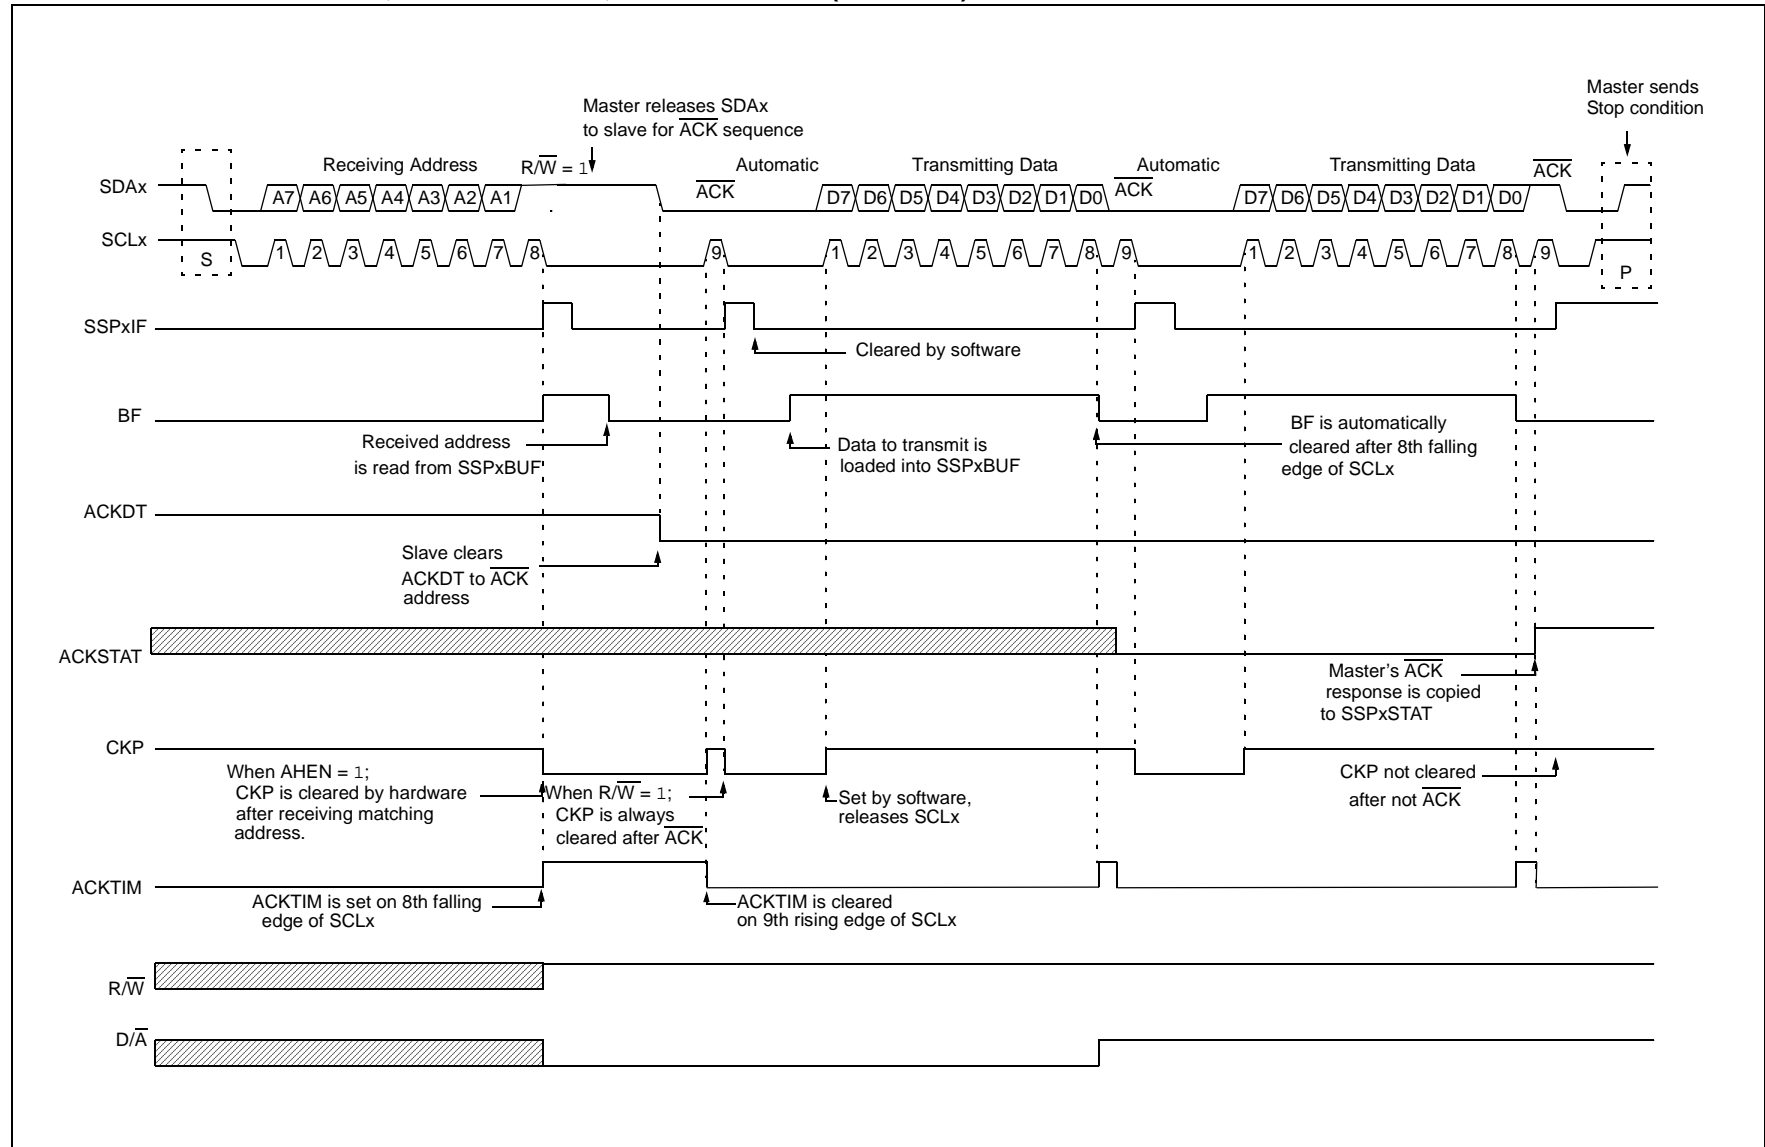 Master sends
Stop condition
Master releases SDAx
to slave for ACK sequence
Receiving Address
R/W = 1
Automatic
Transmitting Data
Automatic
Transmitting Data
ACK
ACK
ACK
SDAx
A7 A6 A5 A4 A3 A2 A1
D7 D6 D5 D4 D3 D2 D1 D0
D7 D6 D5 D4 D3 D2 D1 D0
SCLx
S
1 2 3 4 5 6 7 8 9
1 2 3 4 5 6 7 8 9
1 2 3 4 5 6 7 8 9
P
SSPxIF
Cleared by software
BF
Received address
is read from SSPxBUF
Data to transmit is
loaded into SSPxBUF
BF is automatically
cleared after 8th falling
edge of SCLx
ACKDT
Slave clears
ACKDT to ACK
address
ACKSTAT
Master's ACK
response is copied
to SSPxSTAT
CKP
When AHEN = 1;
CKP is cleared by hardware
after receiving matching
address.
When R/W = 1;
CKP is always
cleared after ACK
Set by software,
releases SCLx
CKP not cleared
after not ACK
ACKTIM
ACKTIM is set on 8th falling
edge of SCLx
ACKTIM is cleared
on 9th rising edge of SCLx
R/W
D/A